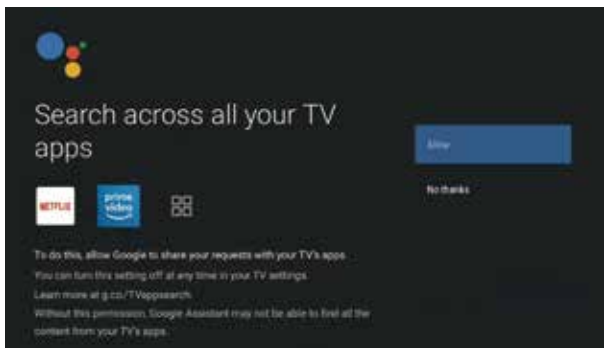 Search across all your TV
apps
NETFLIX
prime
video
To do this, allow Google to share your requests with your TV's apps.
You can turn this setting off at any time in your TV settings.
Learn more at g.co/TVappsearch
Without this permission, Google Assistant may not be able to find all the
content from your TV's apps.
Allow
No thanks